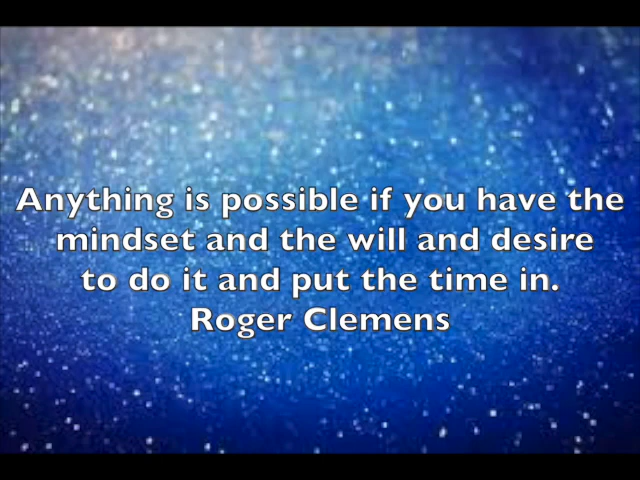 Anything is possible if you have the
mindset and the will and desire
to do it and put the time in.
Roger Clemens